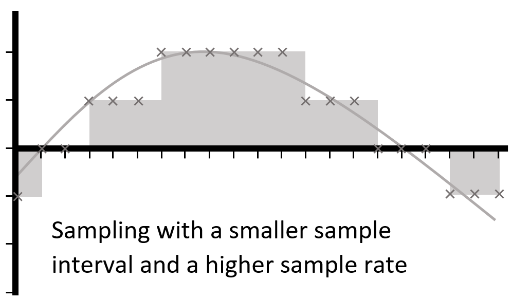 Sampling with a smaller sample
interval and a higher sample rate